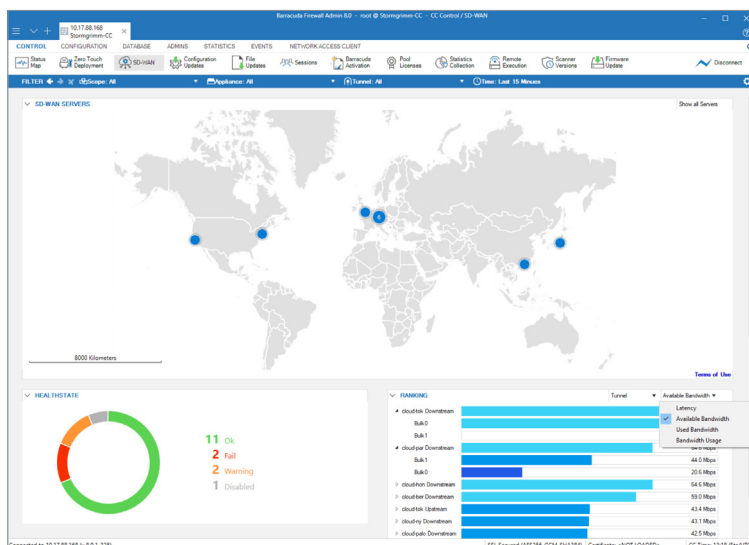 Barracuda Firewall Admin 8.0 - root @ Stormgrimm-CC - CC Control / SD-WAN
10.17.88.168
Stormgrimm-CC
CONTROL CONFIGURATION DATABASE ADMINS STATISTICS EVENTS NETWORK ACCESS CLIENT
Status Map
Zero Touch Deployment
SD-WAN
Configuration Updates
File Updates
Sessions
Barracuda Activation
Pool Licenses
Statistics Collection
Remote Execution
Scanner Versions
Firmware Update
Disconnect
FILTER Scope: All Appliance: All Tunnel: All Time: Last 15 Minutes
SD-WAN SERVERS Show all Servers
6
8000 Kilometers
Terms of Use
HEALTHSTATE
11 Ok
2 Fail
2 Warning
1 Disabled
RANKING Tunnel Available Bandwidth
Latency
Available Bandwidth
Used Bandwidth
Bandwidth Usage
cloud-tok Downstream
Bulk0
Bulk1
cloud-par Downstream 64.6 Mbps
Bulk1 44.0 Mbps
Bulk0 20.6 Mbps
cloud-hon Downstream 64.6 Mbps
cloud-ber Downstream 59.0 Mbps
cloud-tok Upstream 43.4 Mbps
cloud-ny Downstream 43.1 Mbps
cloud-palo Downstream 42.5 Mbps